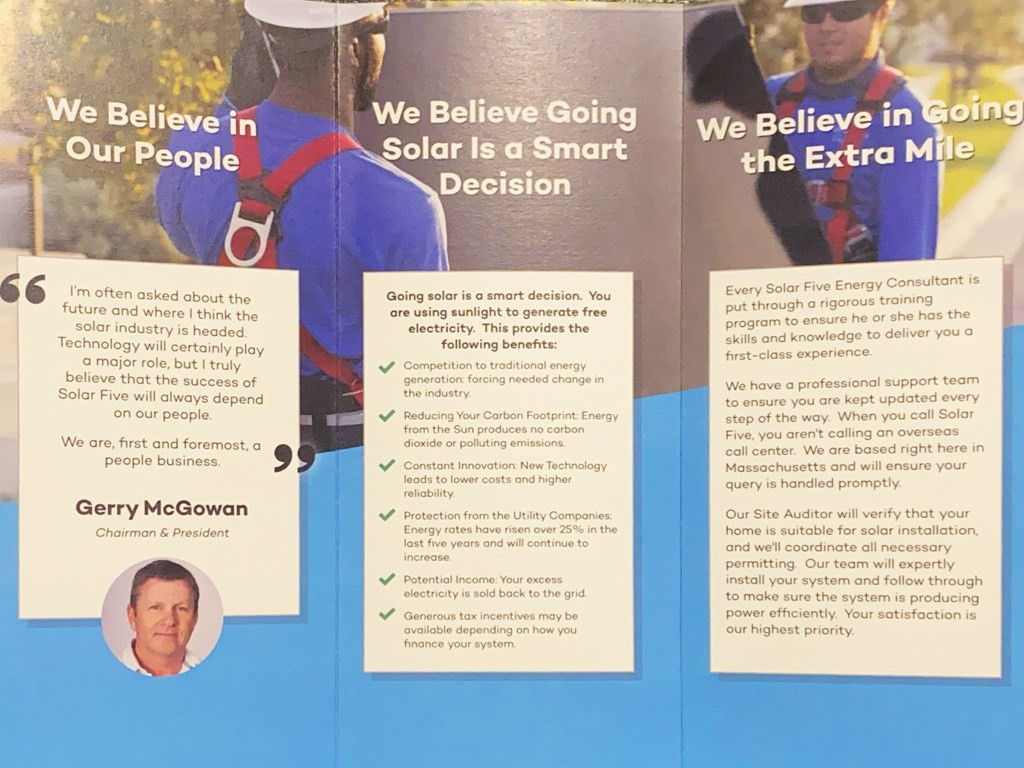 We Believe in
Our People
“
I'm often asked about the
future and where I think the
solar industry is headed.
Technology will certainly play
a major role, but I truly
believe that the success of
Solar Five will always depend
on our people.
We are, first and foremost, a
people business.
”
Gerry McGowan
Chairman & President
We Believe Going
Solar Is a Smart
Decision
Going solar is a smart decision. You
are using sunlight to generate free
electricity. This provides the
following benefits:
Competition to traditional energy
generation: forcing needed change in
the industry.
Reducing Your Carbon Footprint: Energy
from the Sun produces no carbon
dioxide or polluting emissions.
Constant Innovation: New Technology
leads to lower costs and higher
reliability.
Protection from the Utility Companies:
Energy rates have risen over 25% in the
last five years and will continue to
increase.
Potential Income: Your excess
electricity is sold back to the grid.
Generous tax incentives may be
available depending on how you
finance your system.
We Believe in Going
the Extra Mile
Every Solar Five Energy Consultant is
put through a rigorous training
program to ensure he or she has the
skills and knowledge to deliver you a
first-class experience.
We have a professional support team
to ensure you are kept updated every
step of the way. When you call Solar
Five, you aren't calling an overseas
call center. We are based right here in
Massachusetts and will ensure your
query is handled promptly.
Our Site Auditor will verify that your
home is suitable for solar installation,
and we'll coordinate all necessary
permitting. Our team will expertly
install your system and follow through
to make sure the system is producing
power efficiently. Your satisfaction is
our highest priority.